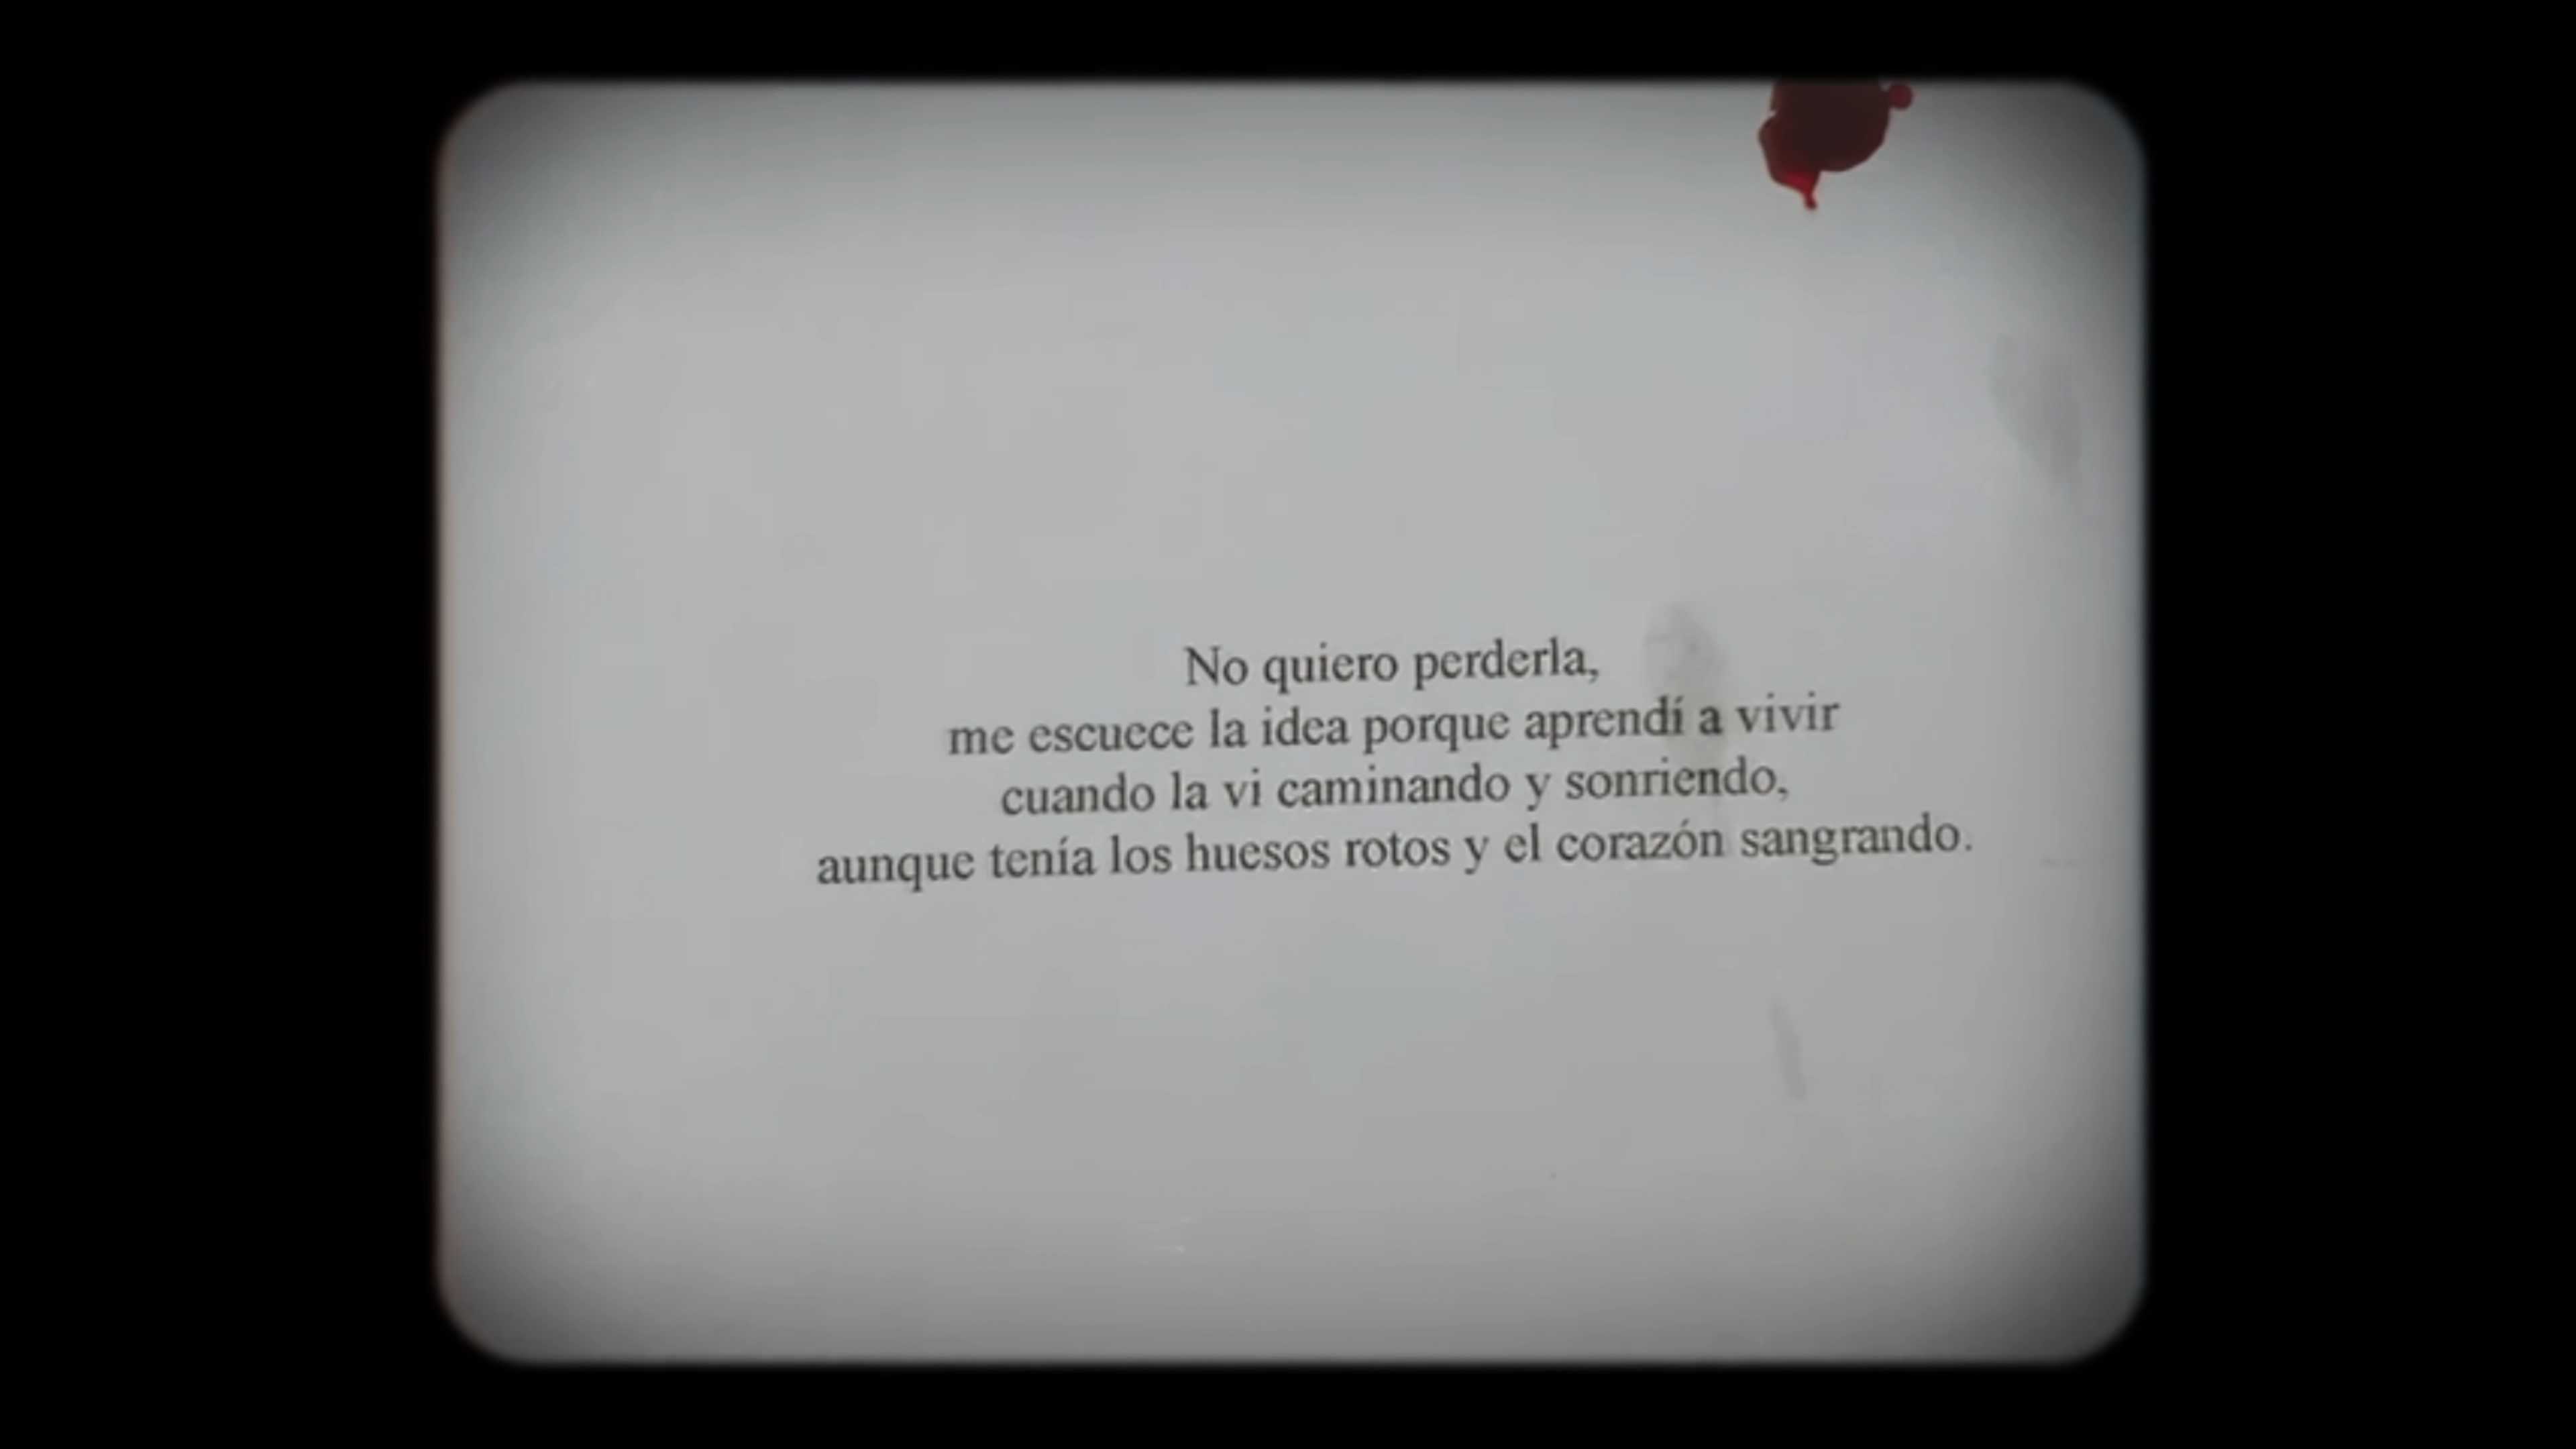 No quiero perderla,
me escuece la idea porque aprendí a vivir
cuando la vi caminando y sonriendo,
aunque tenía los huesos rotos y el corazón sangrando.